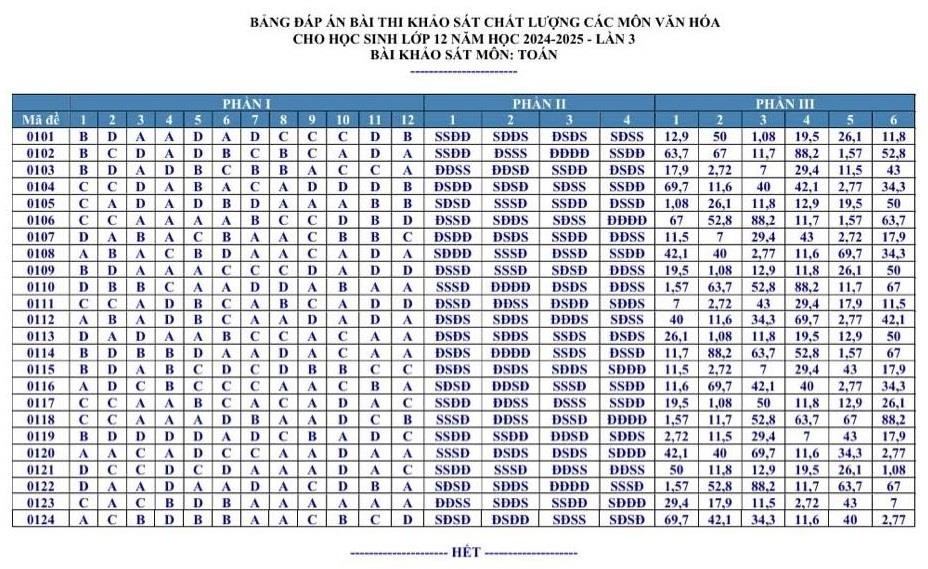 BẢNG ĐÁP ÁN BÀI THI KHẢO SÁT CHẤT LƯỢNG CÁC MÔN VĂN HÓA
CHO HỌC SINH LỚP 12 NĂM HỌC 2024-2025 - LẦN 3
BÀI KHẢO SÁT MÔN: TOÁN
PHẦN I PHẦN II PHẦN III
Mã đề 1 2 3 4 5 6 7 8 9 10 11 12 1 2 3 4 1 2 3 4 5 6
0101 B D A A D A D C C C D B SSĐĐ SĐĐS ĐSĐS SĐSS 12,9 50 1,08 19,5 26,1 11,8
0102 B C D A D B C B C A D A SSĐĐ ĐSSS ĐĐĐĐ SSĐĐ 63,7 67 11,7 88,2 1,57 52,8
0103 B D A D B C B B A C C A ĐĐSS ĐĐSĐ SSĐĐ ĐSĐS 17,9 2,72 7 29,4 11,5 43
0104 C C D A B A C A D D D B ĐSĐĐ SĐSĐ SĐSS SSĐĐ 69,7 11,6 40 42,1 2,77 34,3
0105 C A D A D B D A A A B B SĐSĐ SSSĐ SĐĐS ĐSSĐ 1,08 26,1 11,8 12,9 19,5 50
0106 C C A A A A B C C D B D ĐSSĐ SĐĐS SĐSS ĐĐĐĐ 67 52,8 88,2 11,7 1,57 63,7
0107 D A B A C B A A C B B C ĐSĐĐ ĐSĐS SSĐĐ ĐĐSS 11,5 7 29,4 43 2,72 17,9
0108 A B A C B D A A C A D A SĐĐĐ SSSĐ ĐSSĐ SSĐĐ 42,1 40 2,77 11,6 69,7 34,3
0109 B D A A A C C C D A D D ĐSSĐ SSSĐ SĐSĐ ĐĐSS 19,5 1,08 12,9 11,8 26,1 50
0110 D B B C A A D D A B A A SSSĐ ĐĐĐĐ ĐSĐS ĐĐSS 1,57 63,7 52,8 88,2 11,7 67
0111 C C A D B C A B C A D D ĐSSĐ ĐĐSS ĐSĐĐ SĐĐS 7 2,72 43 29,4 17,9 11,5
0112 A B A D B C A A D A D A ĐSĐS SĐĐS ĐĐĐS SĐSS 40 11,6 34,3 69,7 2,77 42,1
0113 D A D A A B C C A C A A ĐSĐS SĐSS SSĐĐ ĐSĐS 26,1 1,08 11,8 19,5 12,9 50
0114 B D B B D A A D A C A A ĐSĐS ĐĐĐĐ SĐSS ĐSSĐ 11,7 88,2 63,7 52,8 1,57 67
0115 B D A B C D C D B B C C ĐSĐS ĐSĐS SĐĐS SĐĐĐ 11,5 2,72 7 29,4 43 17,9
0116 A D C B C C C A A C B A SĐSĐ ĐĐSĐ SSSĐ SSĐĐ 11,6 69,7 42,1 40 2,77 34,3
0117 C C A A B C A C A D A C SSĐĐ SĐSS ĐSSĐ SSĐĐ 19,5 1,08 50 11,8 12,9 26,1
0118 C C A A A D B A A D C B SSSĐ ĐĐSS ĐSSĐ ĐĐĐĐ 1,57 11,7 52,8 63,7 67 88,2
0119 B D D D D A D C B A D C SSĐĐ SSĐĐ ĐĐSĐ SĐĐS 2,72 11,5 29,4 7 43 17,9
0120 A A C A D C C A A D A A SSSĐ ĐSĐS ĐSĐS SĐĐĐ 42,1 40 69,7 11,6 34,3 2,77
0121 D C C D C D A A D A A C SSĐĐ SSSĐ ĐĐSS ĐĐSS 50 11,8 12,9 19,5 26,1 1,08
0122 D A A D A A D A C D B A SĐSĐ SĐĐS ĐĐĐĐ SSSĐ 1,57 52,8 88,2 11,7 63,7 67
0123 C A C B D B A A A A A A ĐĐSS SSĐĐ SSĐĐ SĐĐĐ 29,4 17,9 11,5 2,72 43 7
0124 A C B D B B A A C B C D SĐSĐ ĐSĐĐ SĐSS SĐSĐ 69,7 42,1 34,3 11,6 40 2,77
-------------------- HẾT -------------------